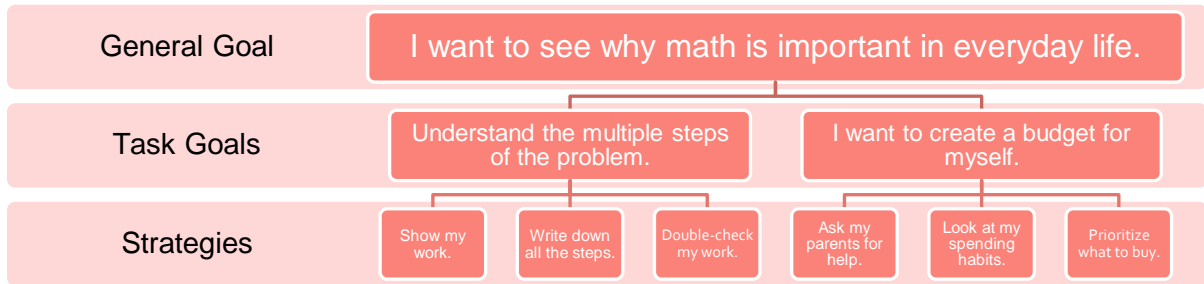 General Goal
I want to see why math is important in everyday life.
Task Goals
Understand the multiple steps
of the problem.
I want to create a budget for
myself.
Strategies
Show my
work.
Write down
all the steps.
Double-check
my work.
Ask my
parents for
help.
Look at my
spending
habits.
Prioritize
what to buy.